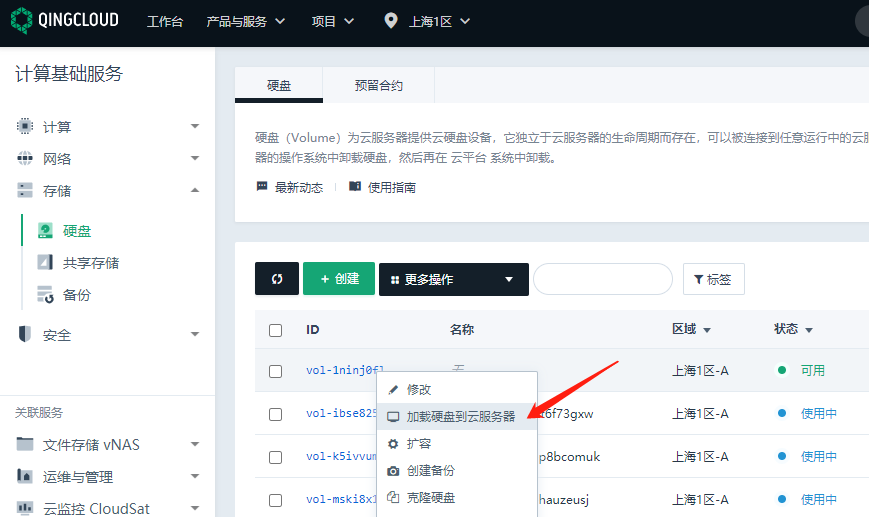 QINGCLOUD 工作台 产品与服务 项目 上海1区
计算基础服务
计算
网络
存储
硬盘
共享存储
备份
安全
关联服务
文件存储 vNAS
运维与管理
云监控 CloudSat
硬盘 预留合约
硬盘（Volume）为云服务器提供云硬盘设备，它独立于云服务器的生命周期而存在，可以被连接到任意运行中的云服
器的操作系统中卸载硬盘，然后再在 云平台 系统中卸载。
最新动态 使用指南
创建 更多操作 标签
ID 名称 区域 状态
vol-1ninj0fl 无 上海1区-A 可用
vol-ibse825 t6f73gxw 上海1区-A 使用中
vol-k5ivvum p8bcomuk 上海1区-A 使用中
vol-mski8x1 hauzeusj 上海1区-A 使用中
修改
加载硬盘到云服务器
扩容
创建备份
克隆硬盘